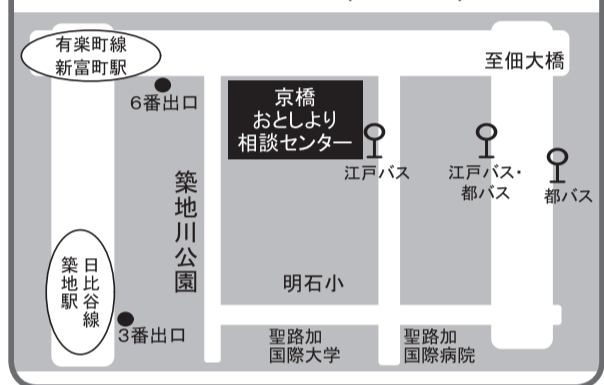 有楽町線
新富町駅
至佃大橋
6番出口
京橋
おとしより
相談センター
江戸バス
江戸バス・
都バス
都バス
築地川公園
日比谷線
築地駅
明石小
3番出口
聖路加
国際大学
聖路加
国際病院